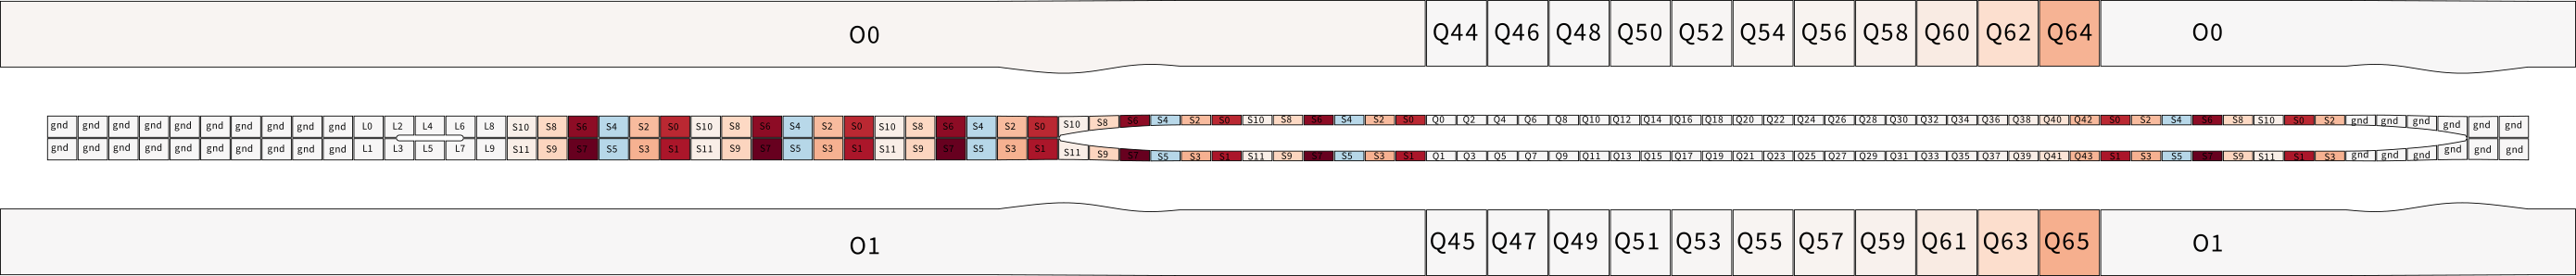 O0 Q44 Q46 Q48 Q50 Q52 Q54 Q56 Q58 Q60 Q62 Q64 O0
gnd gnd gnd gnd gnd gnd gnd gnd gnd gnd L0 L2 L4 L6 L8 S10 S8 S6 S4 S2 S0 S10 S8 S6 S4 S2 S0 S10 S8 S6 S4 S2 S0 S10 S8 S6 S4 S2 S0 S10 S8 S6 S4 S2 S0 Q0 Q2 Q4 Q6 Q8 Q10 Q12 Q14 Q16 Q18 Q20 Q22 Q24 Q26 Q28 Q30 Q32 Q34 Q36 Q38 Q40 Q42 S0 S2 S4 S6 S8 S10 S0 S2 gnd gnd gnd gnd gnd gnd
gnd gnd gnd gnd gnd gnd gnd gnd gnd gnd L1 L3 L5 L7 L9 S11 S9 S7 S5 S3 S1 S11 S9 S7 S5 S3 S1 S11 S9 S7 S5 S3 S1 S11 S9 S7 S5 S3 S1 S11 S9 S7 S5 S3 S1 Q1 Q3 Q5 Q7 Q9 Q11 Q13 Q15 Q17 Q19 Q21 Q23 Q25 Q27 Q29 Q31 Q33 Q35 Q37 Q39 Q41 Q43 S1 S3 S5 S7 S9 S11 S1 S3 gnd gnd gnd gnd gnd gnd
O1 Q45 Q47 Q49 Q51 Q53 Q55 Q57 Q59 Q61 Q63 Q65 O1